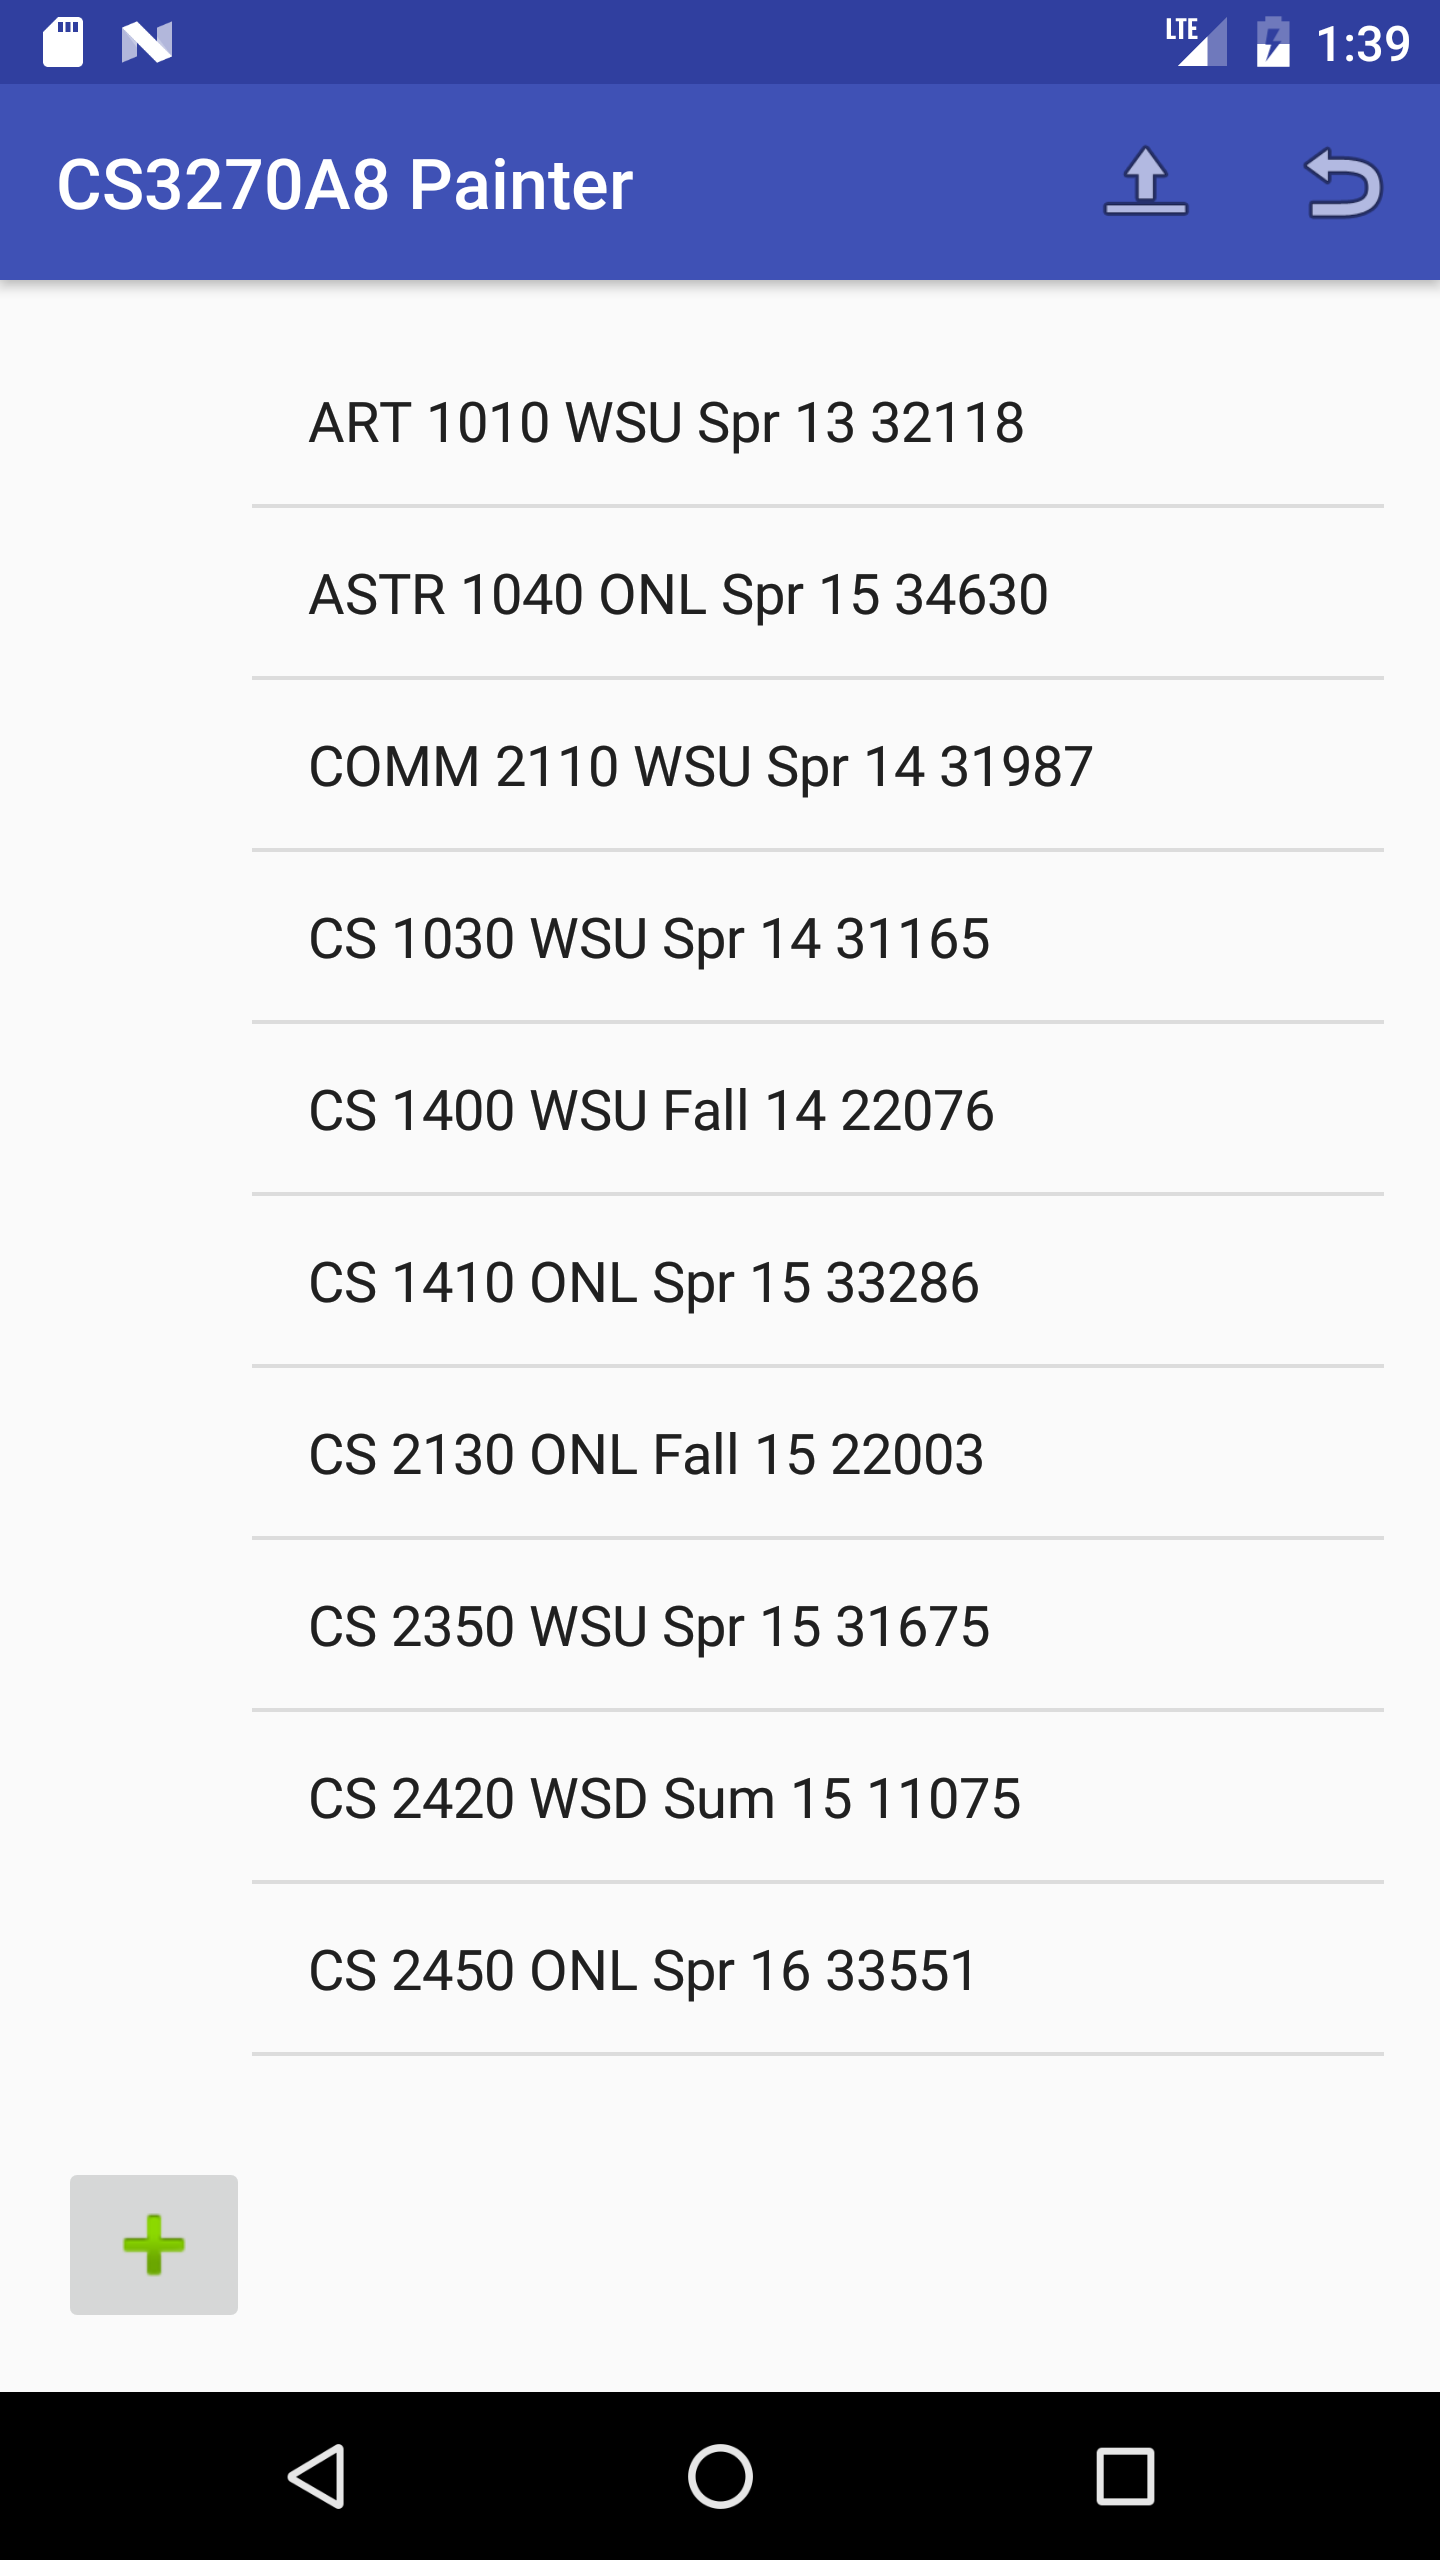 LTE 1:39
CS3270A8 Painter
ART 1010 WSU Spr 13 32118
ASTR 1040 ONL Spr 15 34630
COMM 2110 WSU Spr 14 31987
CS 1030 WSU Spr 14 31165
CS 1400 WSU Fall 14 22076
CS 1410 ONL Spr 15 33286
CS 2130 ONL Fall 15 22003
CS 2350 WSU Spr 15 31675
CS 2420 WSD Sum 15 11075
CS 2450 ONL Spr 16 33551